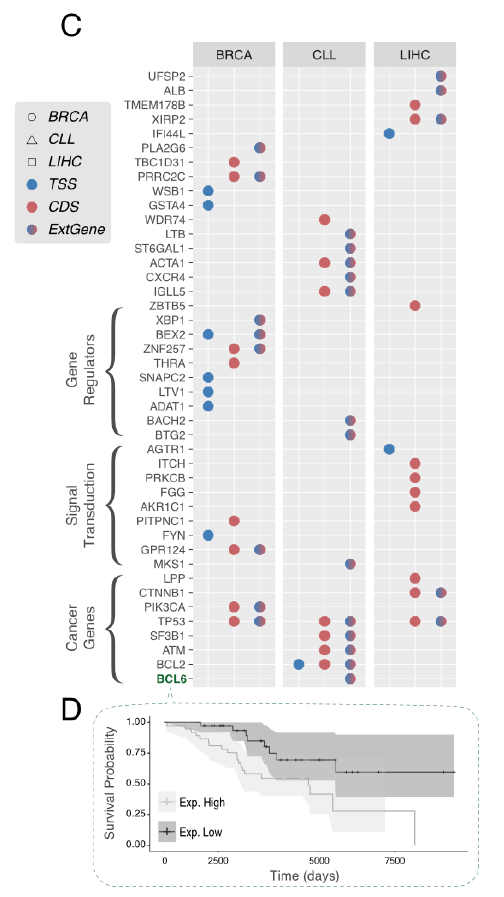 C
BRCA CLL LIHC
UFSP2
ALB
TMEM178B
XIRP2
IFI44L
PLA2G6
TBC1D31
PRRC2C
WSB1
GSTA4
WDR74
LTB
ST6GAL1
ACTA1
CXCR4
IGLL5
ZBTB5
XBP1
BEX2
ZNF257
THRA
SNAPC2
LTV1
ADAT1
BACH2
BTG2
AGTR1
ITCH
PRKCB
FGG
AKR1C1
PITPNC1
FYN
GPR124
MKS1
LPP
CTNNB1
PIK3CA
TP53
SF3B1
ATM
BCL2
BCL6
BRCA
CLL
LIHC
TSS
CDS
ExtGene
Gene
Regulators
Signal
Transduction
Cancer
Genes
D
Survival Probability
1.00
0.75
0.50
0.25
0.00
Exp. High
Exp. Low
0 2500 5000 7500
Time (days)